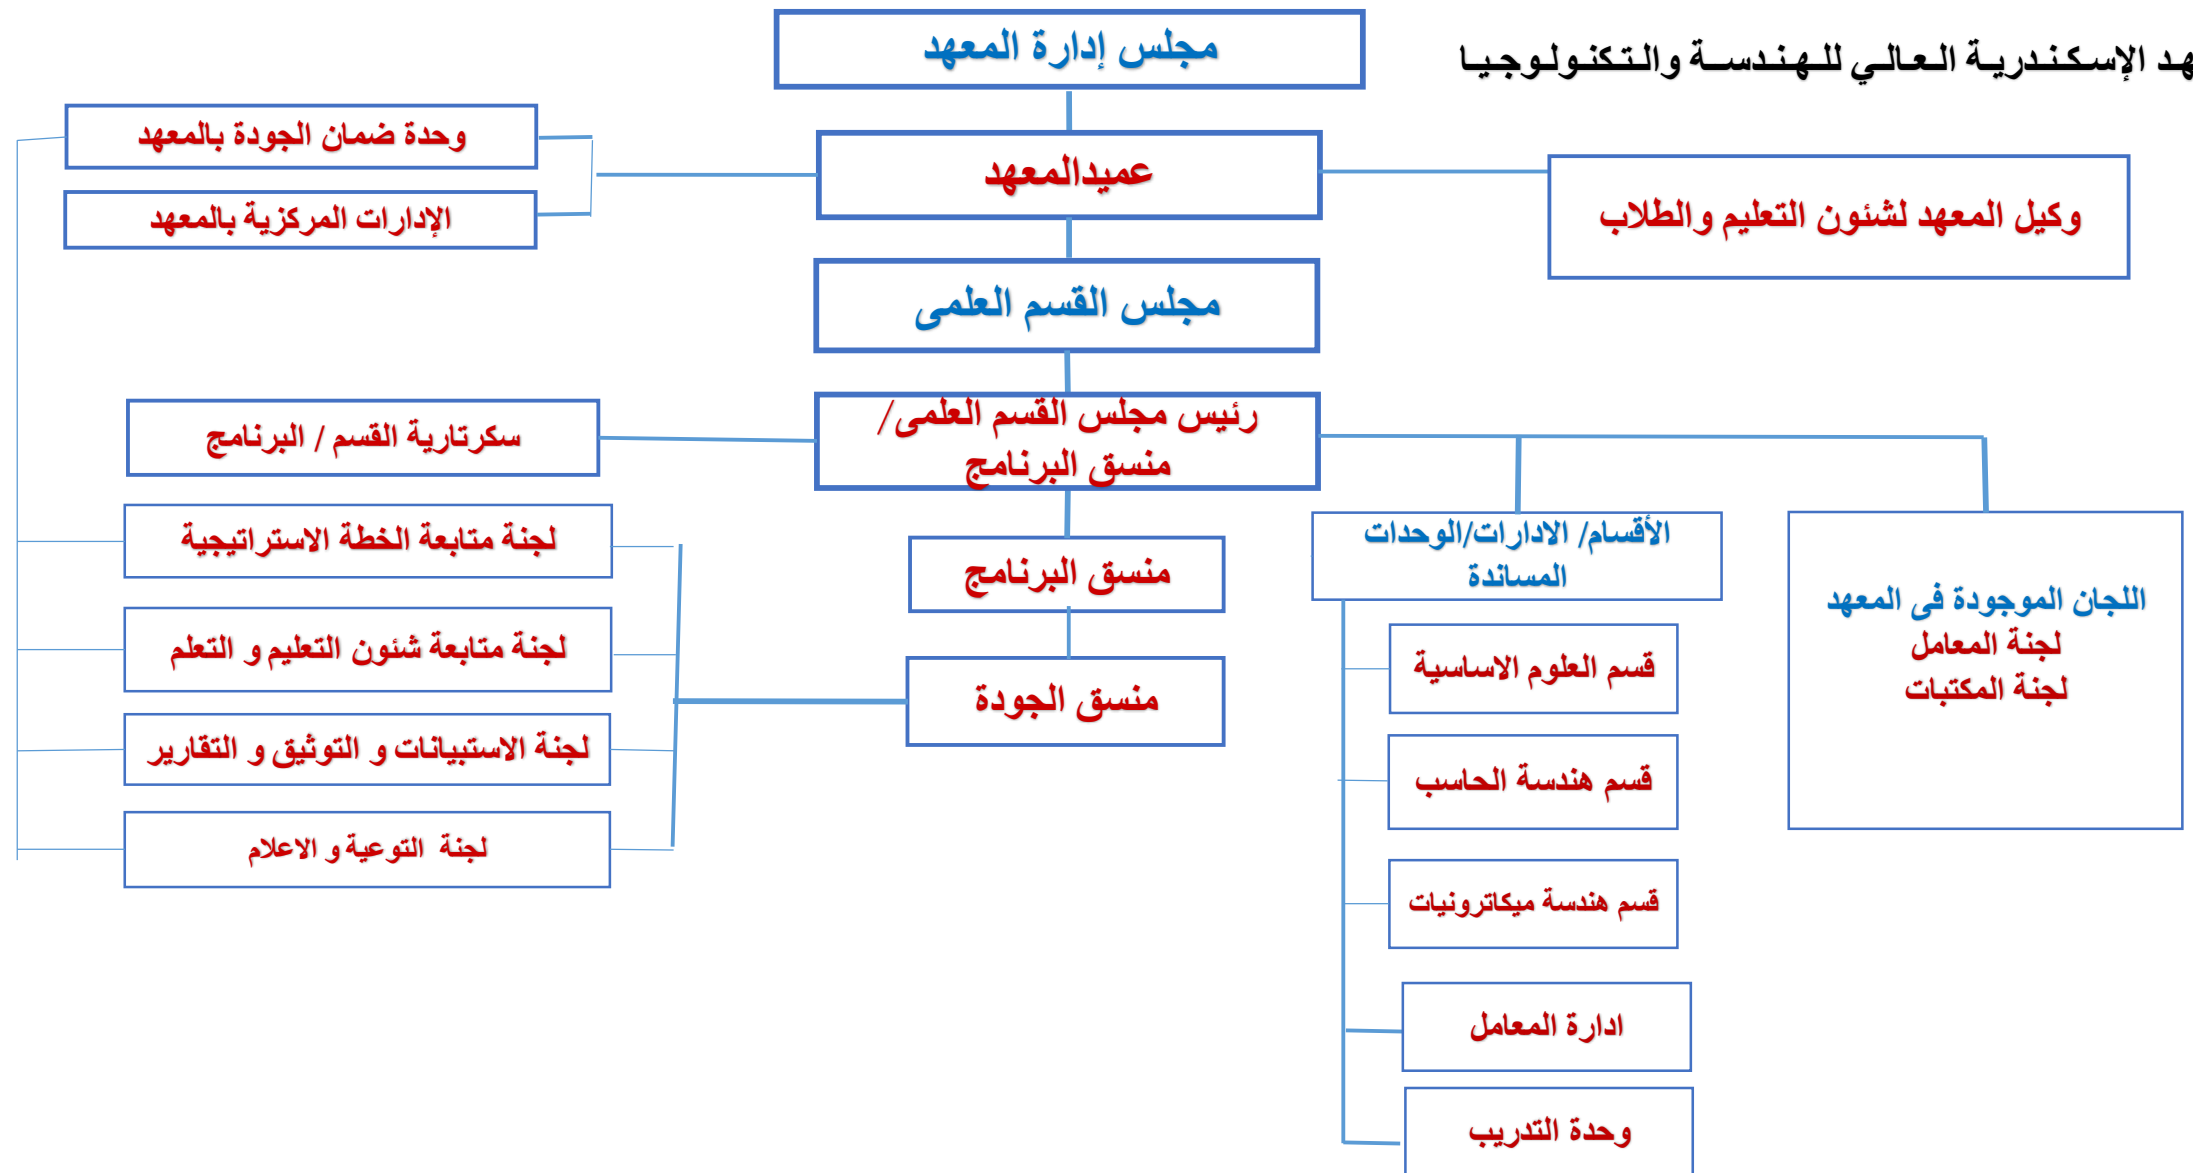 مجلس إدارة المعهد
الإسكندرية العالي للهندسة والتكنولوجيا
وحدة ضمان الجودة بالمعهد
عميدالمعهد
وكيل المعهد لشئون التعليم والطلاب
الإدارات المركزية بالمعهد
مجلس القسم العلمى
رئيس مجلس القسم العلمى/
منسق البرنامج
سكرتارية القسم / البرنامج
لجنة متابعة الخطة الاستراتيجية
منسق البرنامج
الأقسام/ الادارات/الوحدات
المساندة
اللجان الموجودة فى المعهد
لجنة المعامل
لجنة المكتبات
لجنة متابعة شئون التعليم و التعلم
منسق الجودة
قسم العلوم الاساسية
لجنة الاستبيانات و التوثيق و التقارير
قسم هندسة الحاسب
لجنة التوعية و الاعلام
قسم هندسة ميكاترونيات
ادارة المعامل
وحدة التدريب